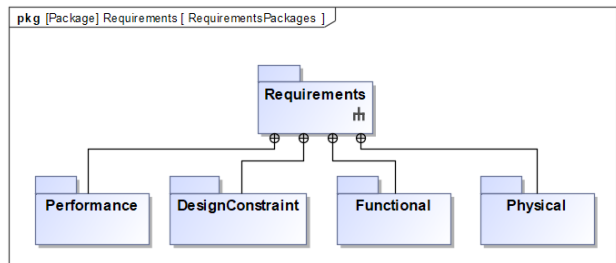 pkg [Package] Requirements [ RequirementsPackages ]
Requirements
Performance
DesignConstraint
Functional
Physical